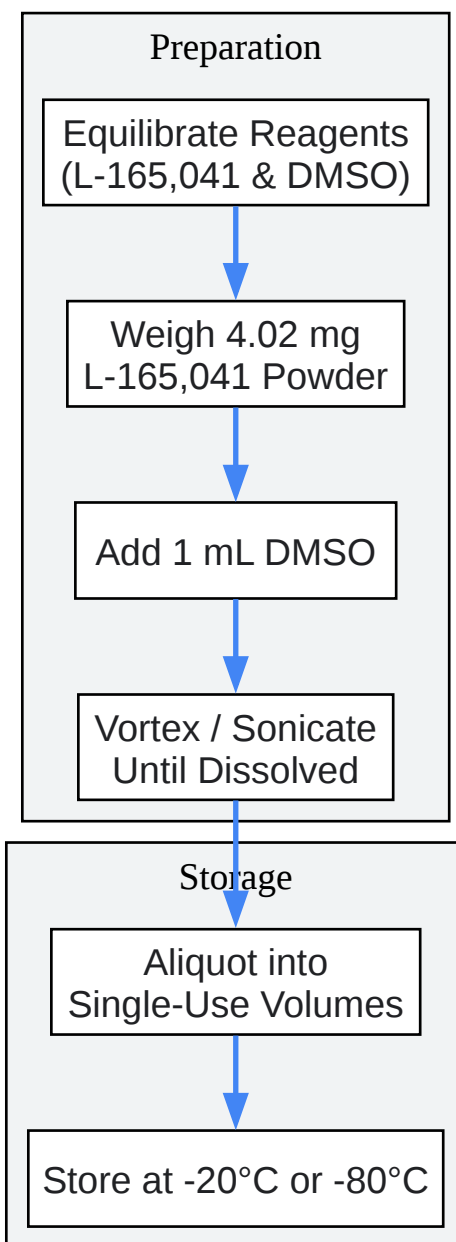 Preparation
Equilibrate Reagents
(L-165,041 & DMSO)
Weigh 4.02 mg
L-165,041 Powder
Add 1 mL DMSO
Vortex / Sonicate
Until Dissolved
Storage
Aliquot into
Single-Use Volumes
Store at -20°C or -80°C